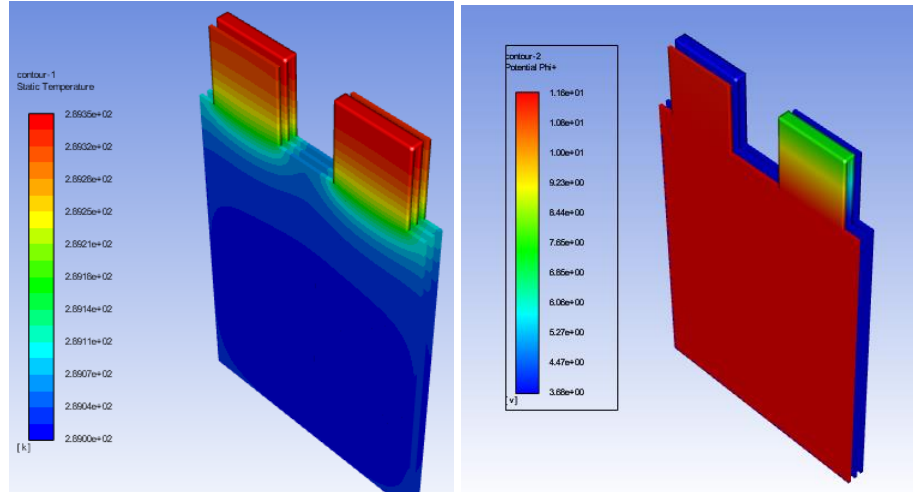 contour-1
Static Temperature
2.8935e+02
2.8932e+02
2.8928e+02
2.8925e+02
2.8921e+02
2.8918e+02
2.8914e+02
2.8911e+02
2.8907e+02
2.8904e+02
2.8900e+02
[ k ]
contour-2
Potential Phi+
1.16e+01
1.08e+01
1.00e+01
9.23e+00
8.44e+00
7.65e+00
6.85e+00
6.06e+00
5.27e+00
4.47e+00
3.68e+00
[ v ]